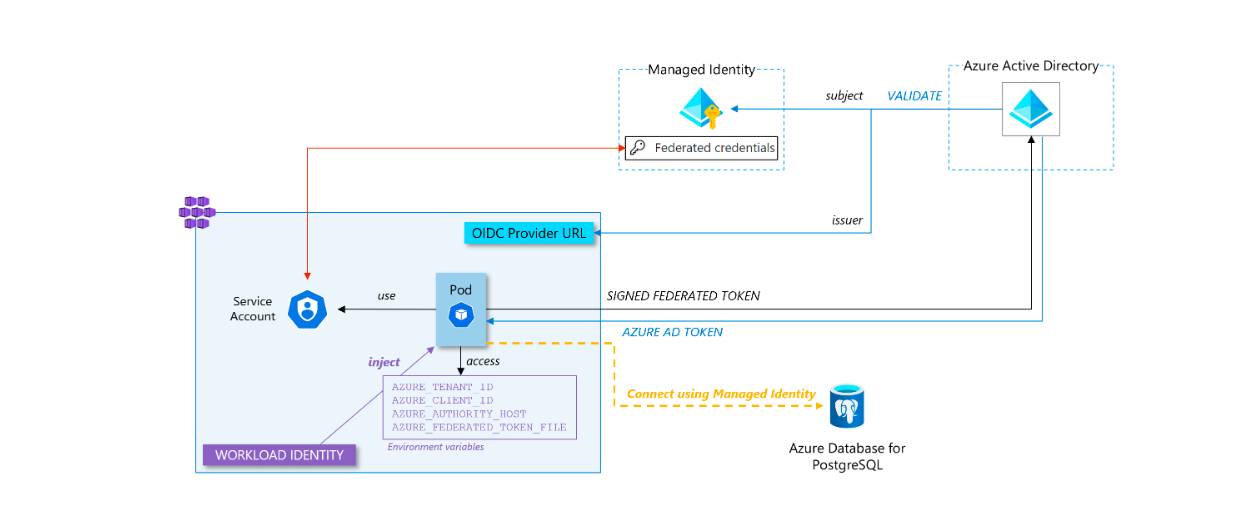 Managed Identity
Azure Active Directory
subject
VALIDATE
Federated credentials
issuer
OIDC Provider URL
Pod
Service
Account
use
SIGNED FEDERATED TOKEN
AZURE AD TOKEN
inject
access
AZURE_TENANT_ID
AZURE_CLIENT_ID
AZURE_AUTHORITY_HOST
AZURE_FEDERATED_TOKEN_FILE
Environment variables
Connect using Managed Identity
WORKLOAD IDENTITY
Azure Database for
PostgreSQL